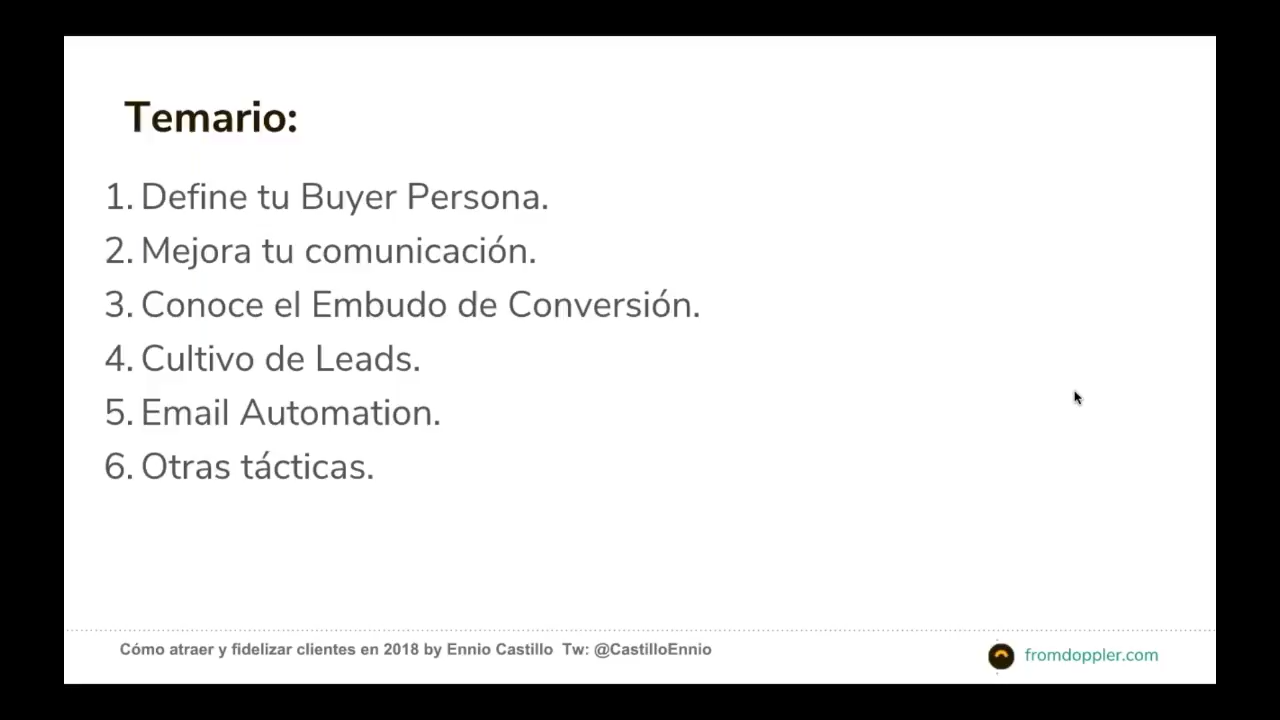 Temario:
1. Define tu Buyer Persona.
2. Mejora tu comunicación.
3. Conoce el Embudo de Conversión.
4. Cultivo de Leads.
5. Email Automation.
6. Otras tácticas.
Cómo atraer y fidelizar clientes en 2018 by Ennio Castillo Tw: @CastilloEnnio
fromdoppler.com